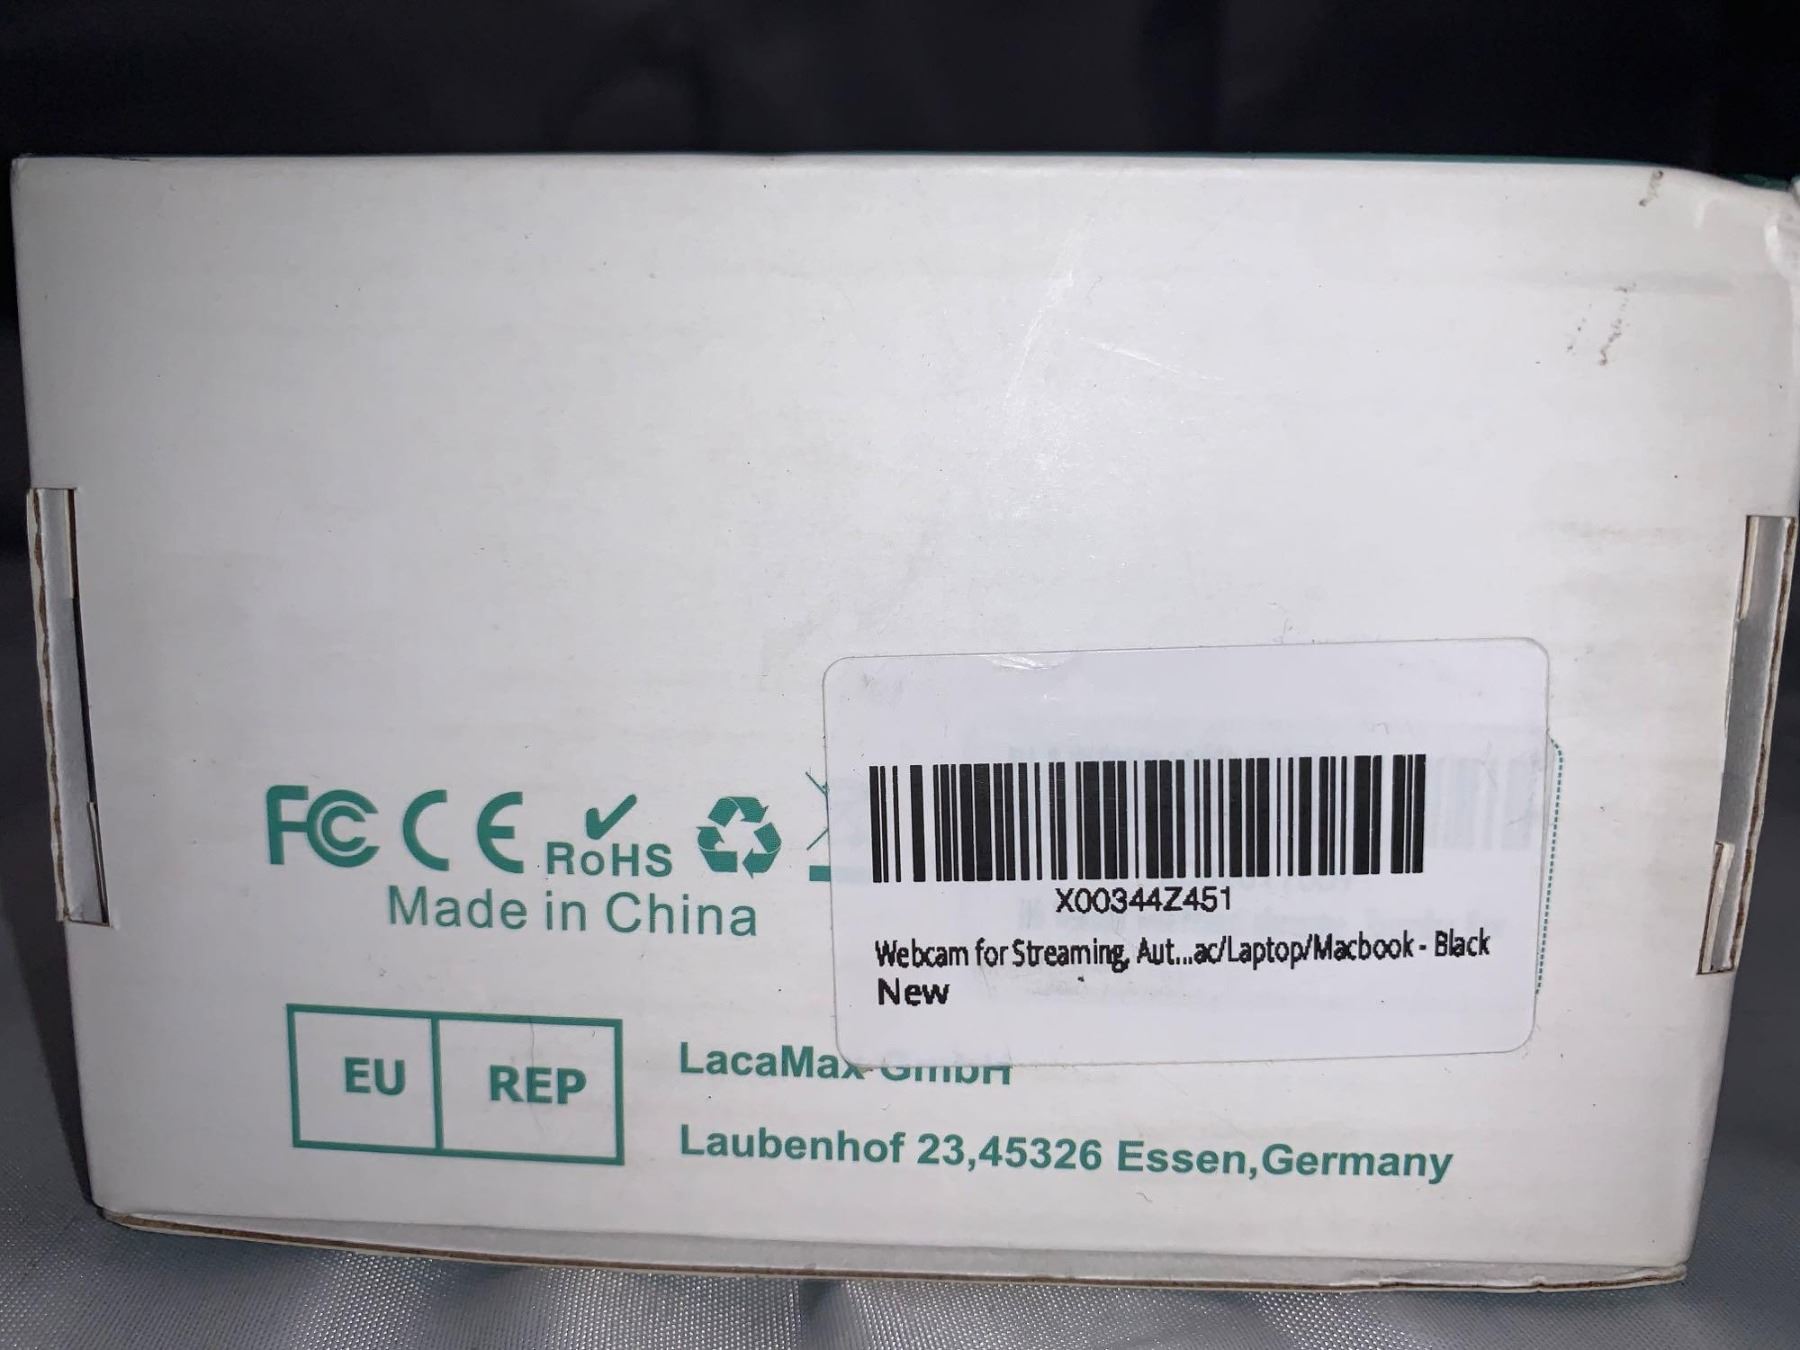 FC CE RoHS
Made in China
X00344Z451
Webcam for Streaming, Aut...ac/Laptop/Macbook - Black
New
EU REP
LacaMax GmbH
Laubenhof 23,45326 Essen,Germany